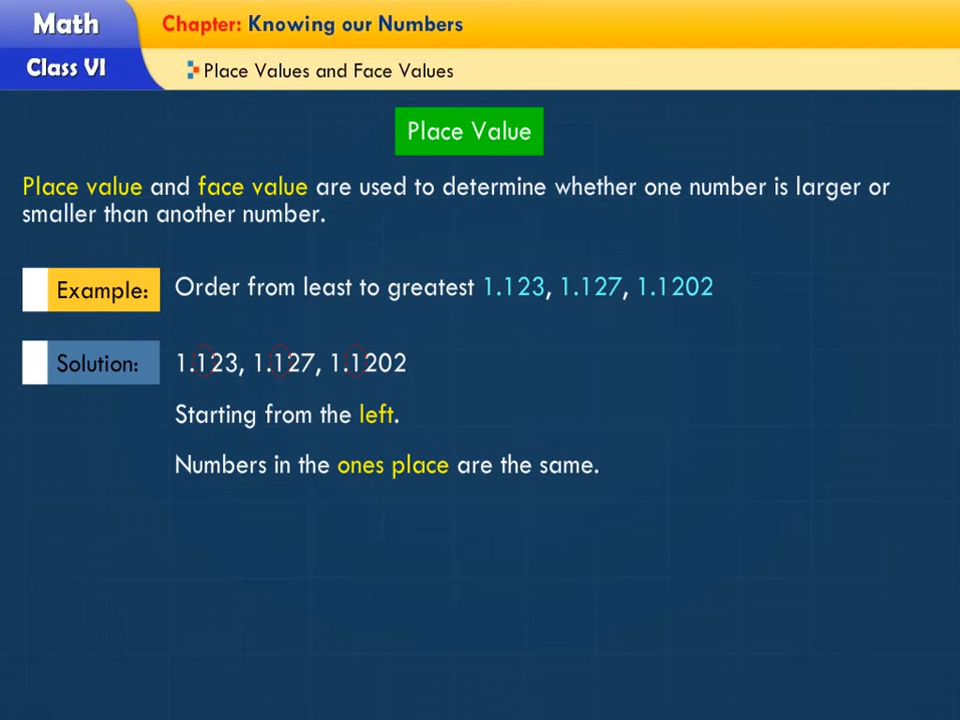 Math
Chapter: Knowing our Numbers
Class VI
Place Values and Face Values
Place Value
Place value and face value are used to determine whether one number is larger or
smaller than another number.
Example: Order from least to greatest 1.123, 1.127, 1.1202
Solution: 1.123, 1.127, 1.1202
Starting from the left.
Numbers in the ones place are the same.